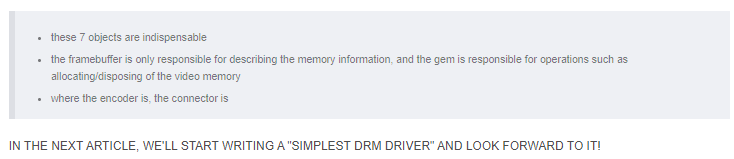 these 7 objects are indispensable
the framebuffer is only responsible for describing the memory information, and the gem is responsible for operations such as
allocating/disposing of the video memory
where the encoder is, the connector is
IN THE NEXT ARTICLE, WE'LL START WRITING A "SIMPLEST DRM DRIVER" AND LOOK FORWARD TO IT!